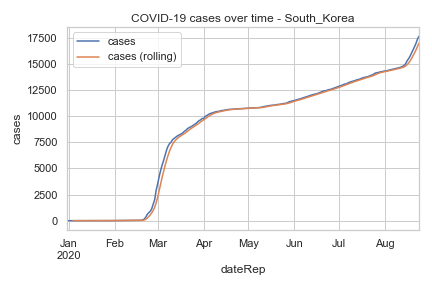 COVID-19 cases over time - South_Korea
cases
cases (rolling)
17500
15000
12500
10000
7500
5000
2500
0
cases
Jan Feb Mar Apr May Jun Jul Aug
2020
dateRep